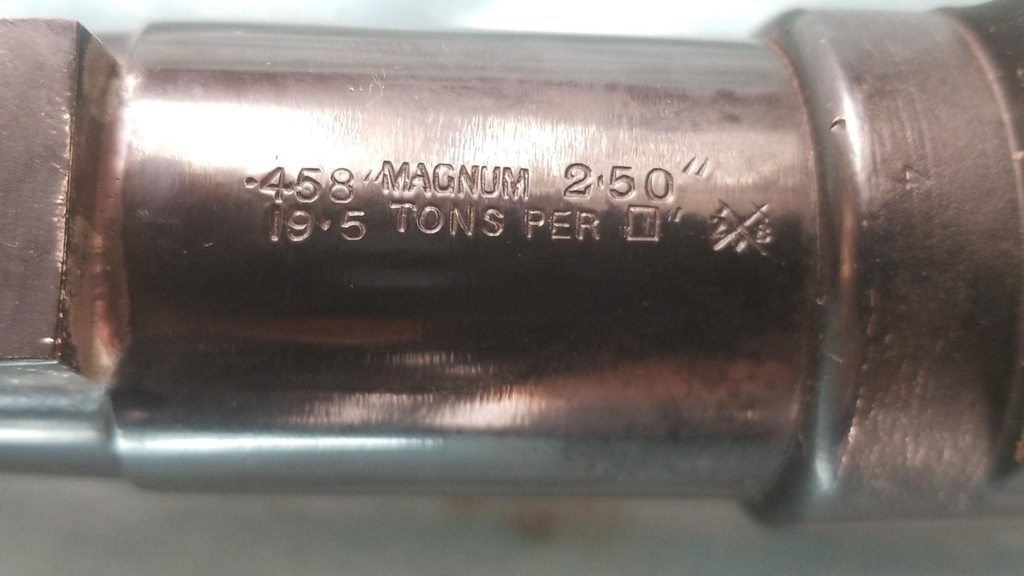 ·458" MAGNUM 2·50"
19·5 TONS PER □"